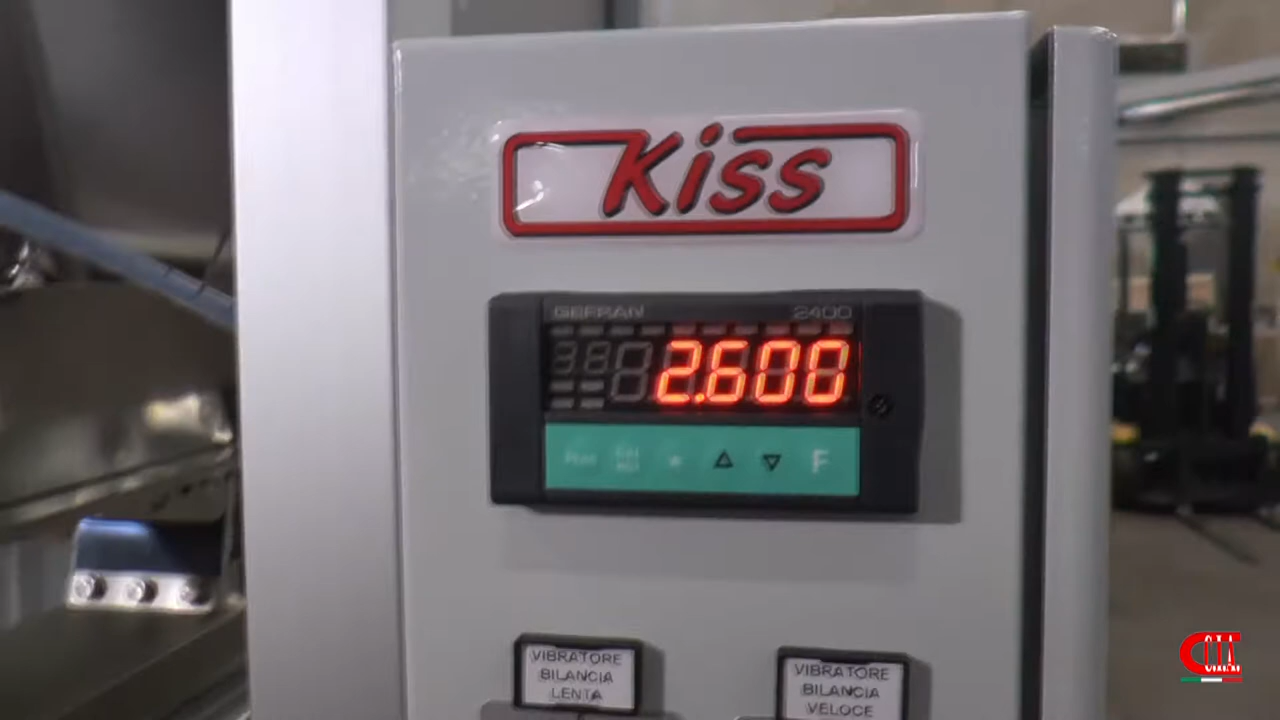 Kiss
GEFRAN 2400
2.600
F
VIBRATORE
BILANCIA
LENTA
VIBRATORE
BILANCIA
VELOCE